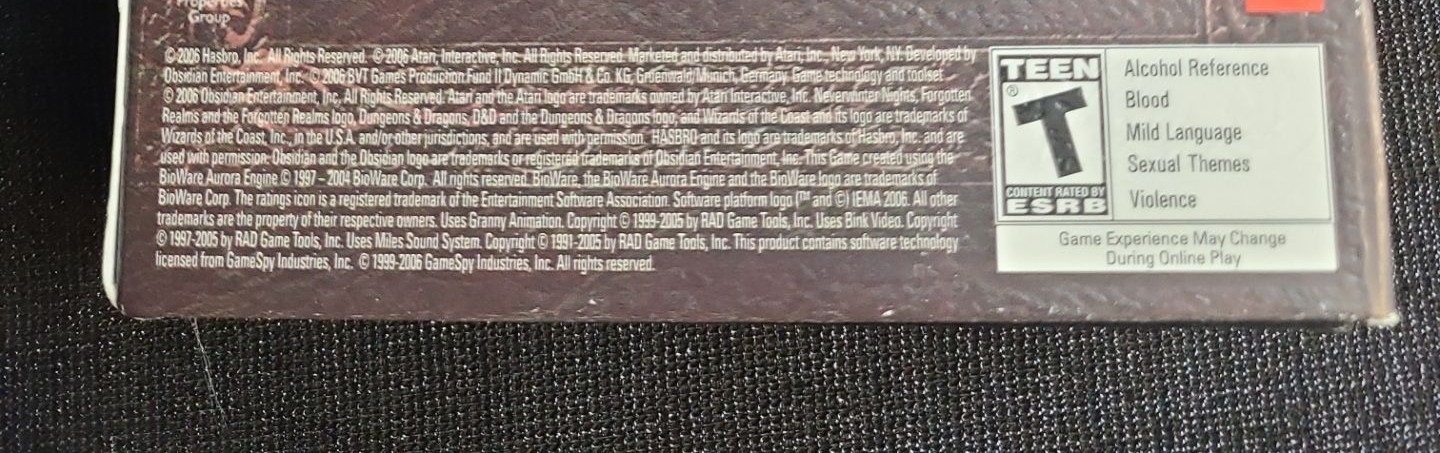 Properties
Group
© 2006 Hasbro, Inc. All Rights Reserved. © 2006 Atari, Interactive, Inc. All Rights Reserved. Marketed and distributed by Atari, Inc., New York, NY. Developed by
Obsidian Entertainment, Inc. © 2006 BVT Games Production Fund II Dynamic GmbH & Co. KG, Gruenwald/Munich, Germany. Game technology and toolset
© 2006 Obsidian Entertainment, Inc. All Rights Reserved. Atari and the Atari logo are trademarks owned by Atari Interactive, Inc. Neverwinter Nights, Forgotten
Realms and the Forgotten Realms logo, Dungeons & Dragons, D&D and the Dungeons & Dragons logo, and Wizards of the Coast and its logo are trademarks of
Wizards of the Coast, Inc., in the U.S.A. and/or other jurisdictions, and are used with permission. HASBRO and its logo are trademarks of Hasbro, Inc. and are
used with permission. Obsidian and the Obsidian logo are trademarks or registered trademarks of Obsidian Entertainment, Inc. This Game created using the
BioWare Aurora Engine © 1997 – 2004 BioWare Corp. All rights reserved. BioWare, the BioWare Aurora Engine and the BioWare logo are trademarks of
BioWare Corp. The ratings icon is a registered trademark of the Entertainment Software Association. Software platform logo (™ and ©) IEMA 2006. All other
trademarks are the property of their respective owners. Uses Granny Animation. Copyright © 1999-2005 by RAD Game Tools, Inc. Uses Bink Video. Copyright
© 1997-2005 by RAD Game Tools, Inc. Uses Miles Sound System. Copyright © 1991-2005 by RAD Game Tools, Inc. This product contains software technology
licensed from GameSpy Industries, Inc. © 1999-2006 GameSpy Industries, Inc. All rights reserved.
TEEN
T
®
CONTENT RATED BY
ESRB
Alcohol Reference
Blood
Mild Language
Sexual Themes
Violence
Game Experience May Change
During Online Play